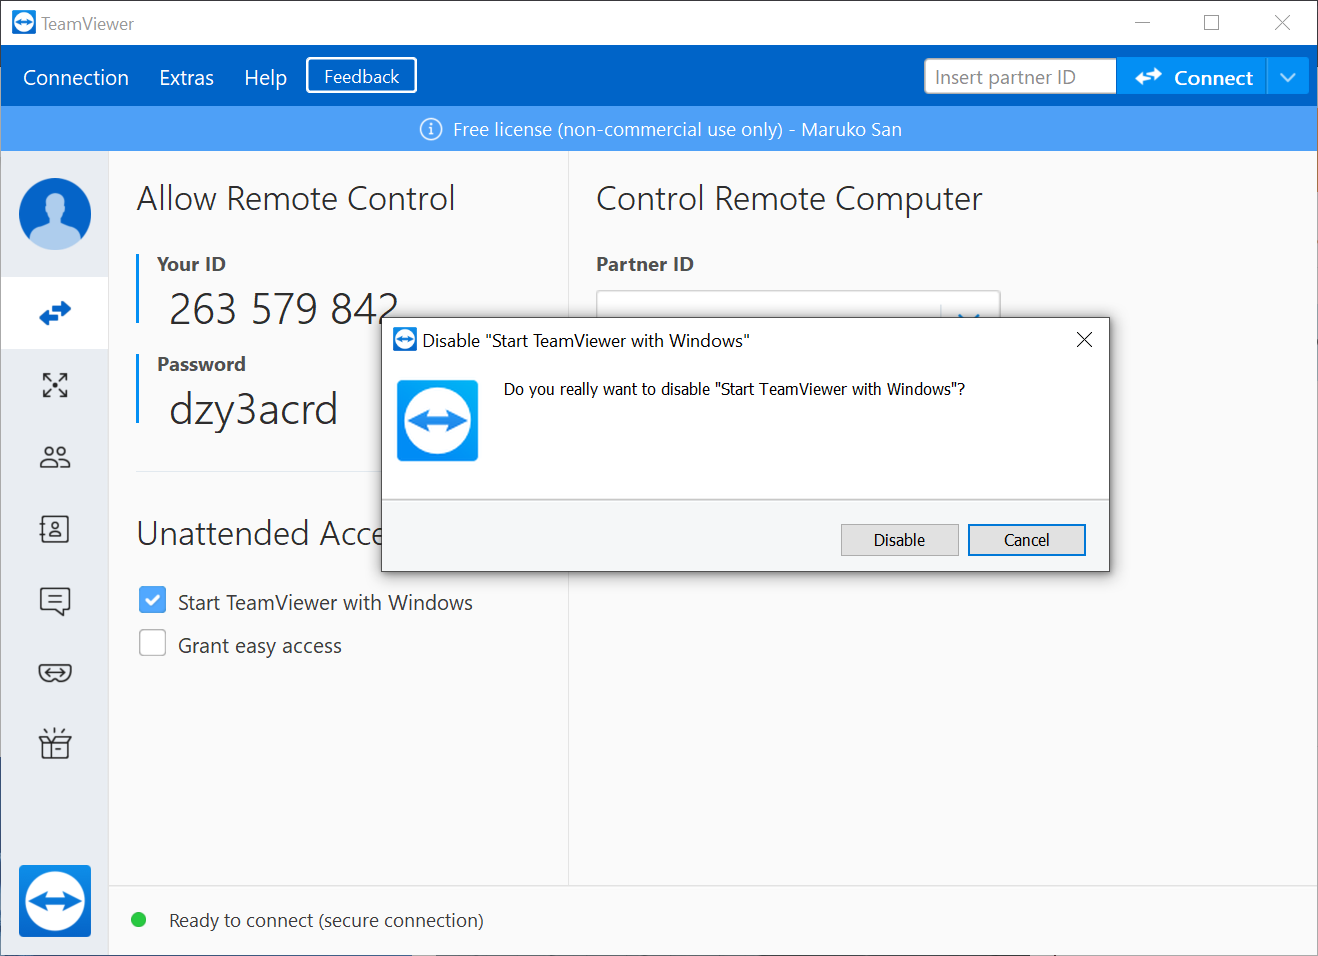 TeamViewer
Connection Extras Help Feedback Insert partner ID Connect
Free license (non-commercial use only) - Maruko San
Allow Remote Control
Your ID
263 579 842
Password
dzy3acrd
Unattended Acce
Start TeamViewer with Windows
Grant easy access
Control Remote Computer
Partner ID
Disable "Start TeamViewer with Windows"
Do you really want to disable "Start TeamViewer with Windows"?
Disable Cancel
Ready to connect (secure connection)